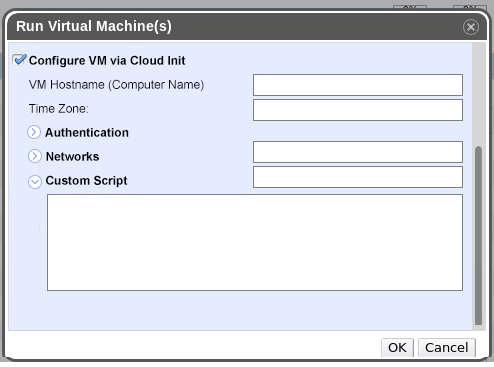 Run Virtual Machine(s)
Configure VM via Cloud Init
VM Hostname (Computer Name)
Time Zone:
Authentication
Networks
Custom Script
OK
Cancel